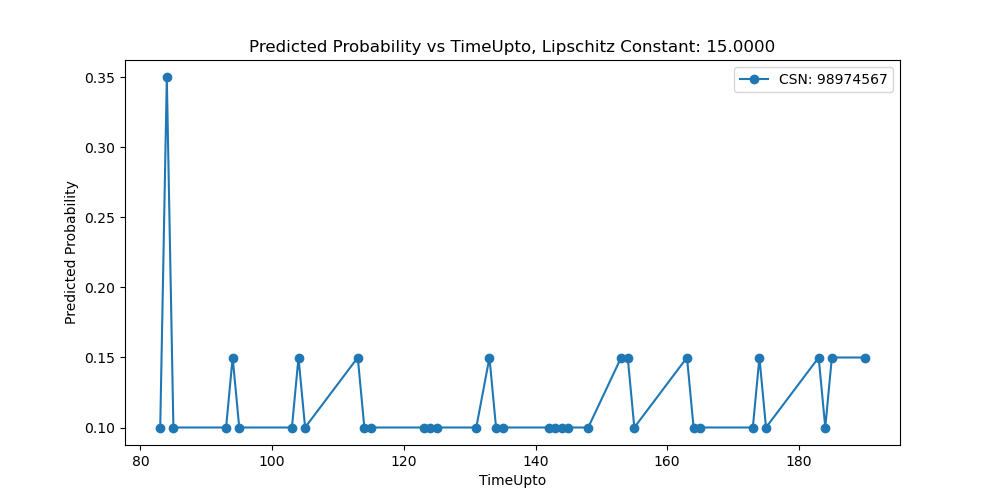 Predicted Probability vs TimeUpto, Lipschitz Constant: 15.0000
CSN: 98974567
Predicted Probability
0.35
0.30
0.25
0.20
0.15
0.10
80 100 120 140 160 180
TimeUpto